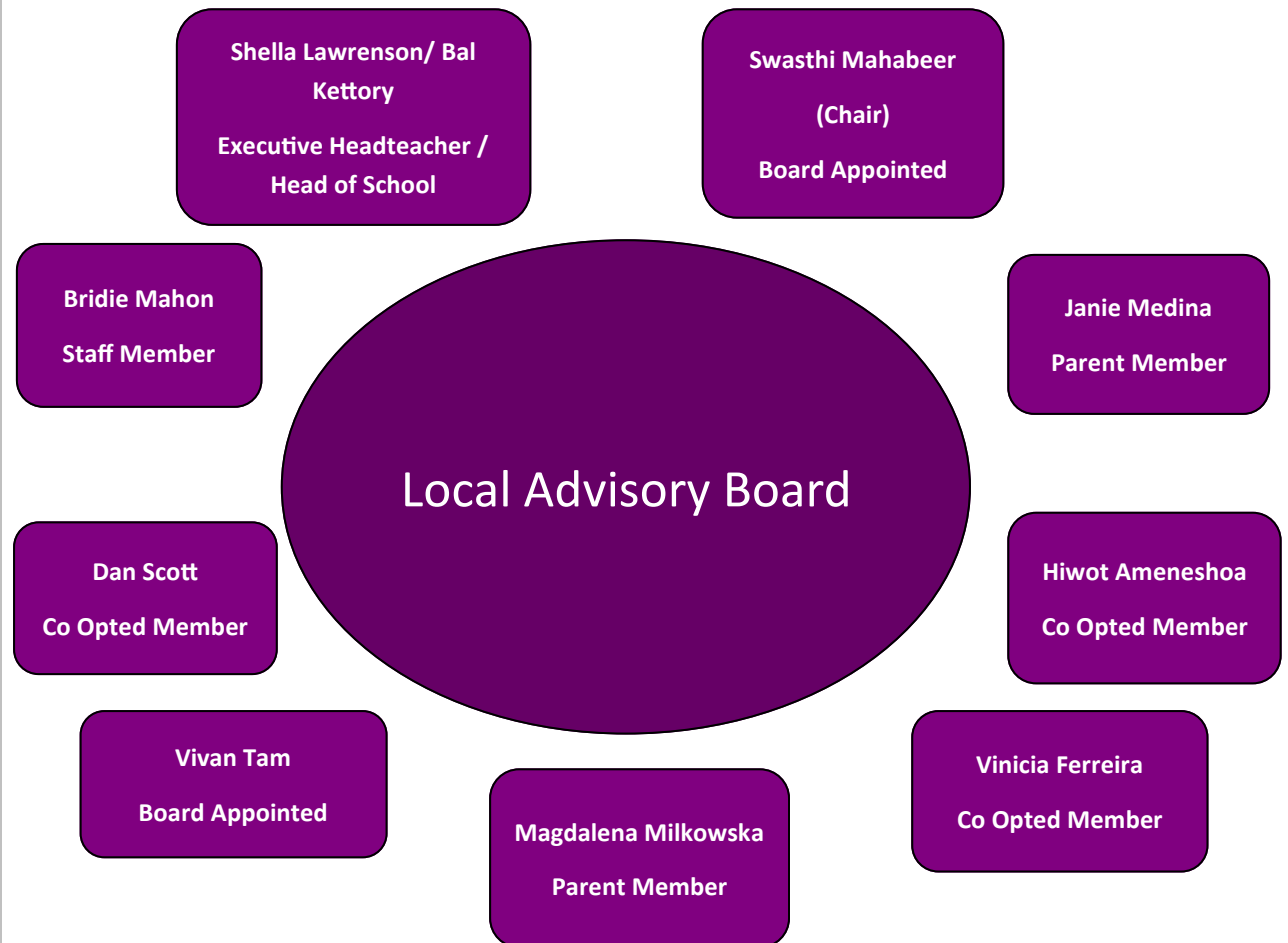 Shella Lawrenson/ Bal
Kettory
Executive Headteacher /
Head of School
Swasthi Mahabeer
(Chair)
Board Appointed
Bridie Mahon
Staff Member
Janie Medina
Parent Member
Local Advisory Board
Dan Scott
Co Opted Member
Hiwot Ameneshoa
Co Opted Member
Vivan Tam
Board Appointed
Vinicia Ferreira
Co Opted Member
Magdalena Milkowska
Parent Member